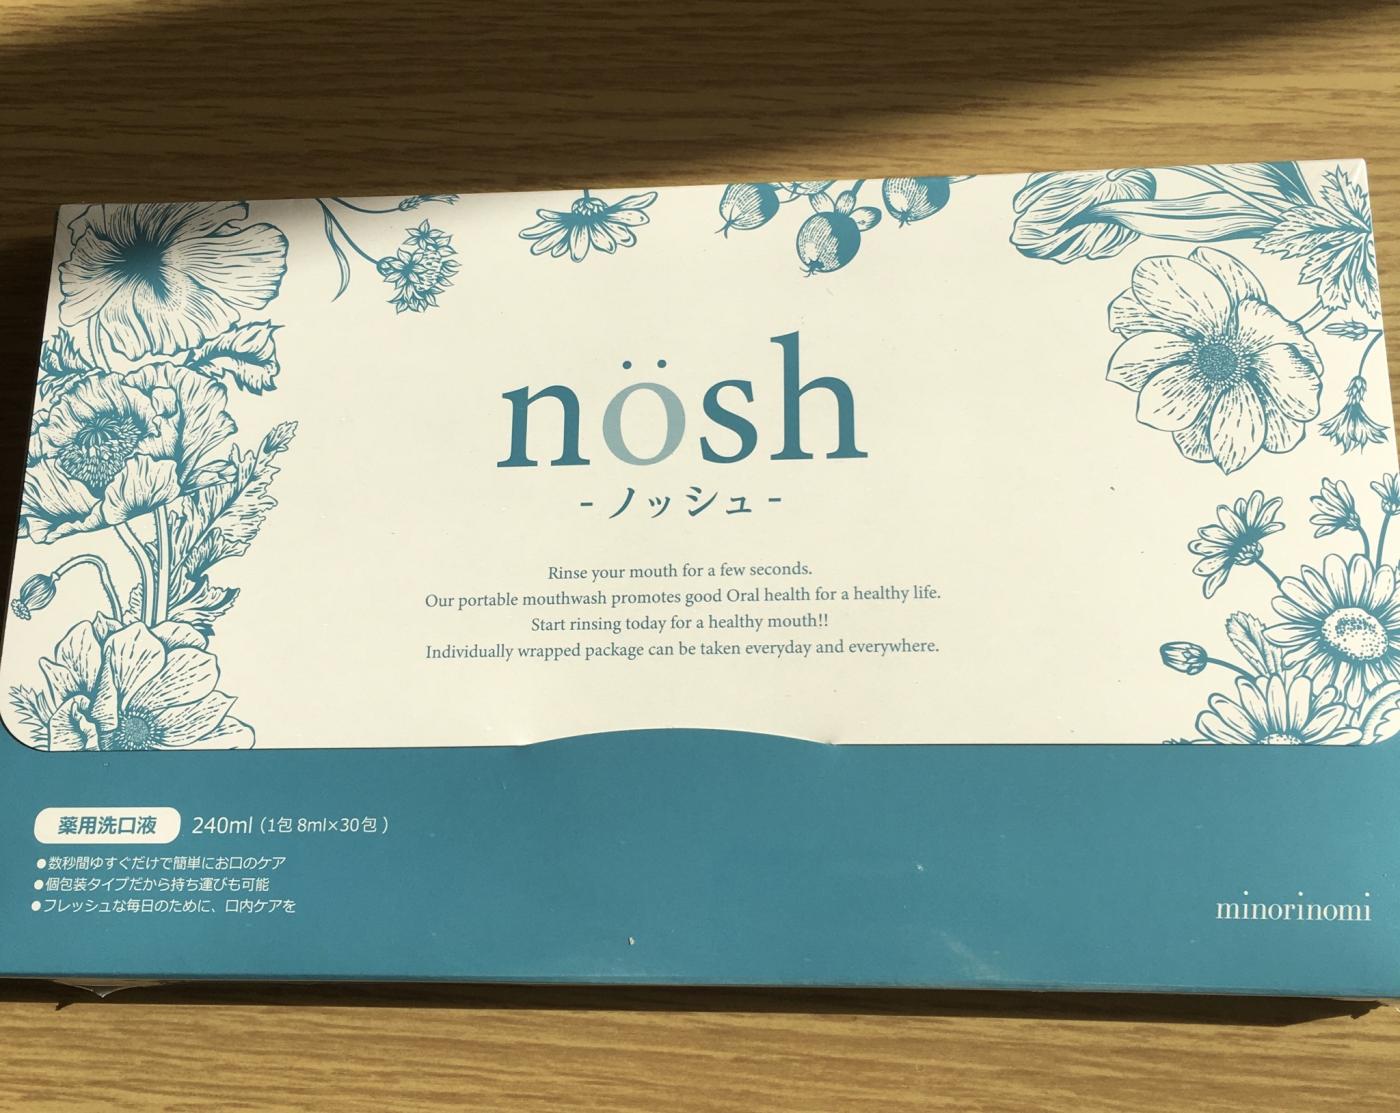 nösh
-ノッシュ-
Rinse your mouth for a few seconds.
Our portable mouthwash promotes good Oral health for a healthy life.
Start rinsing today for a healthy mouth!!
Individually wrapped package can be taken everyday and everywhere.
薬用洗口液 240ml (1包 8ml×30包)
●数秒間ゆすぐだけで簡単にお口のケア
●個包装タイプだから持ち運びも可能
●フレッシュな毎日のために、口内ケアを
minorinomi